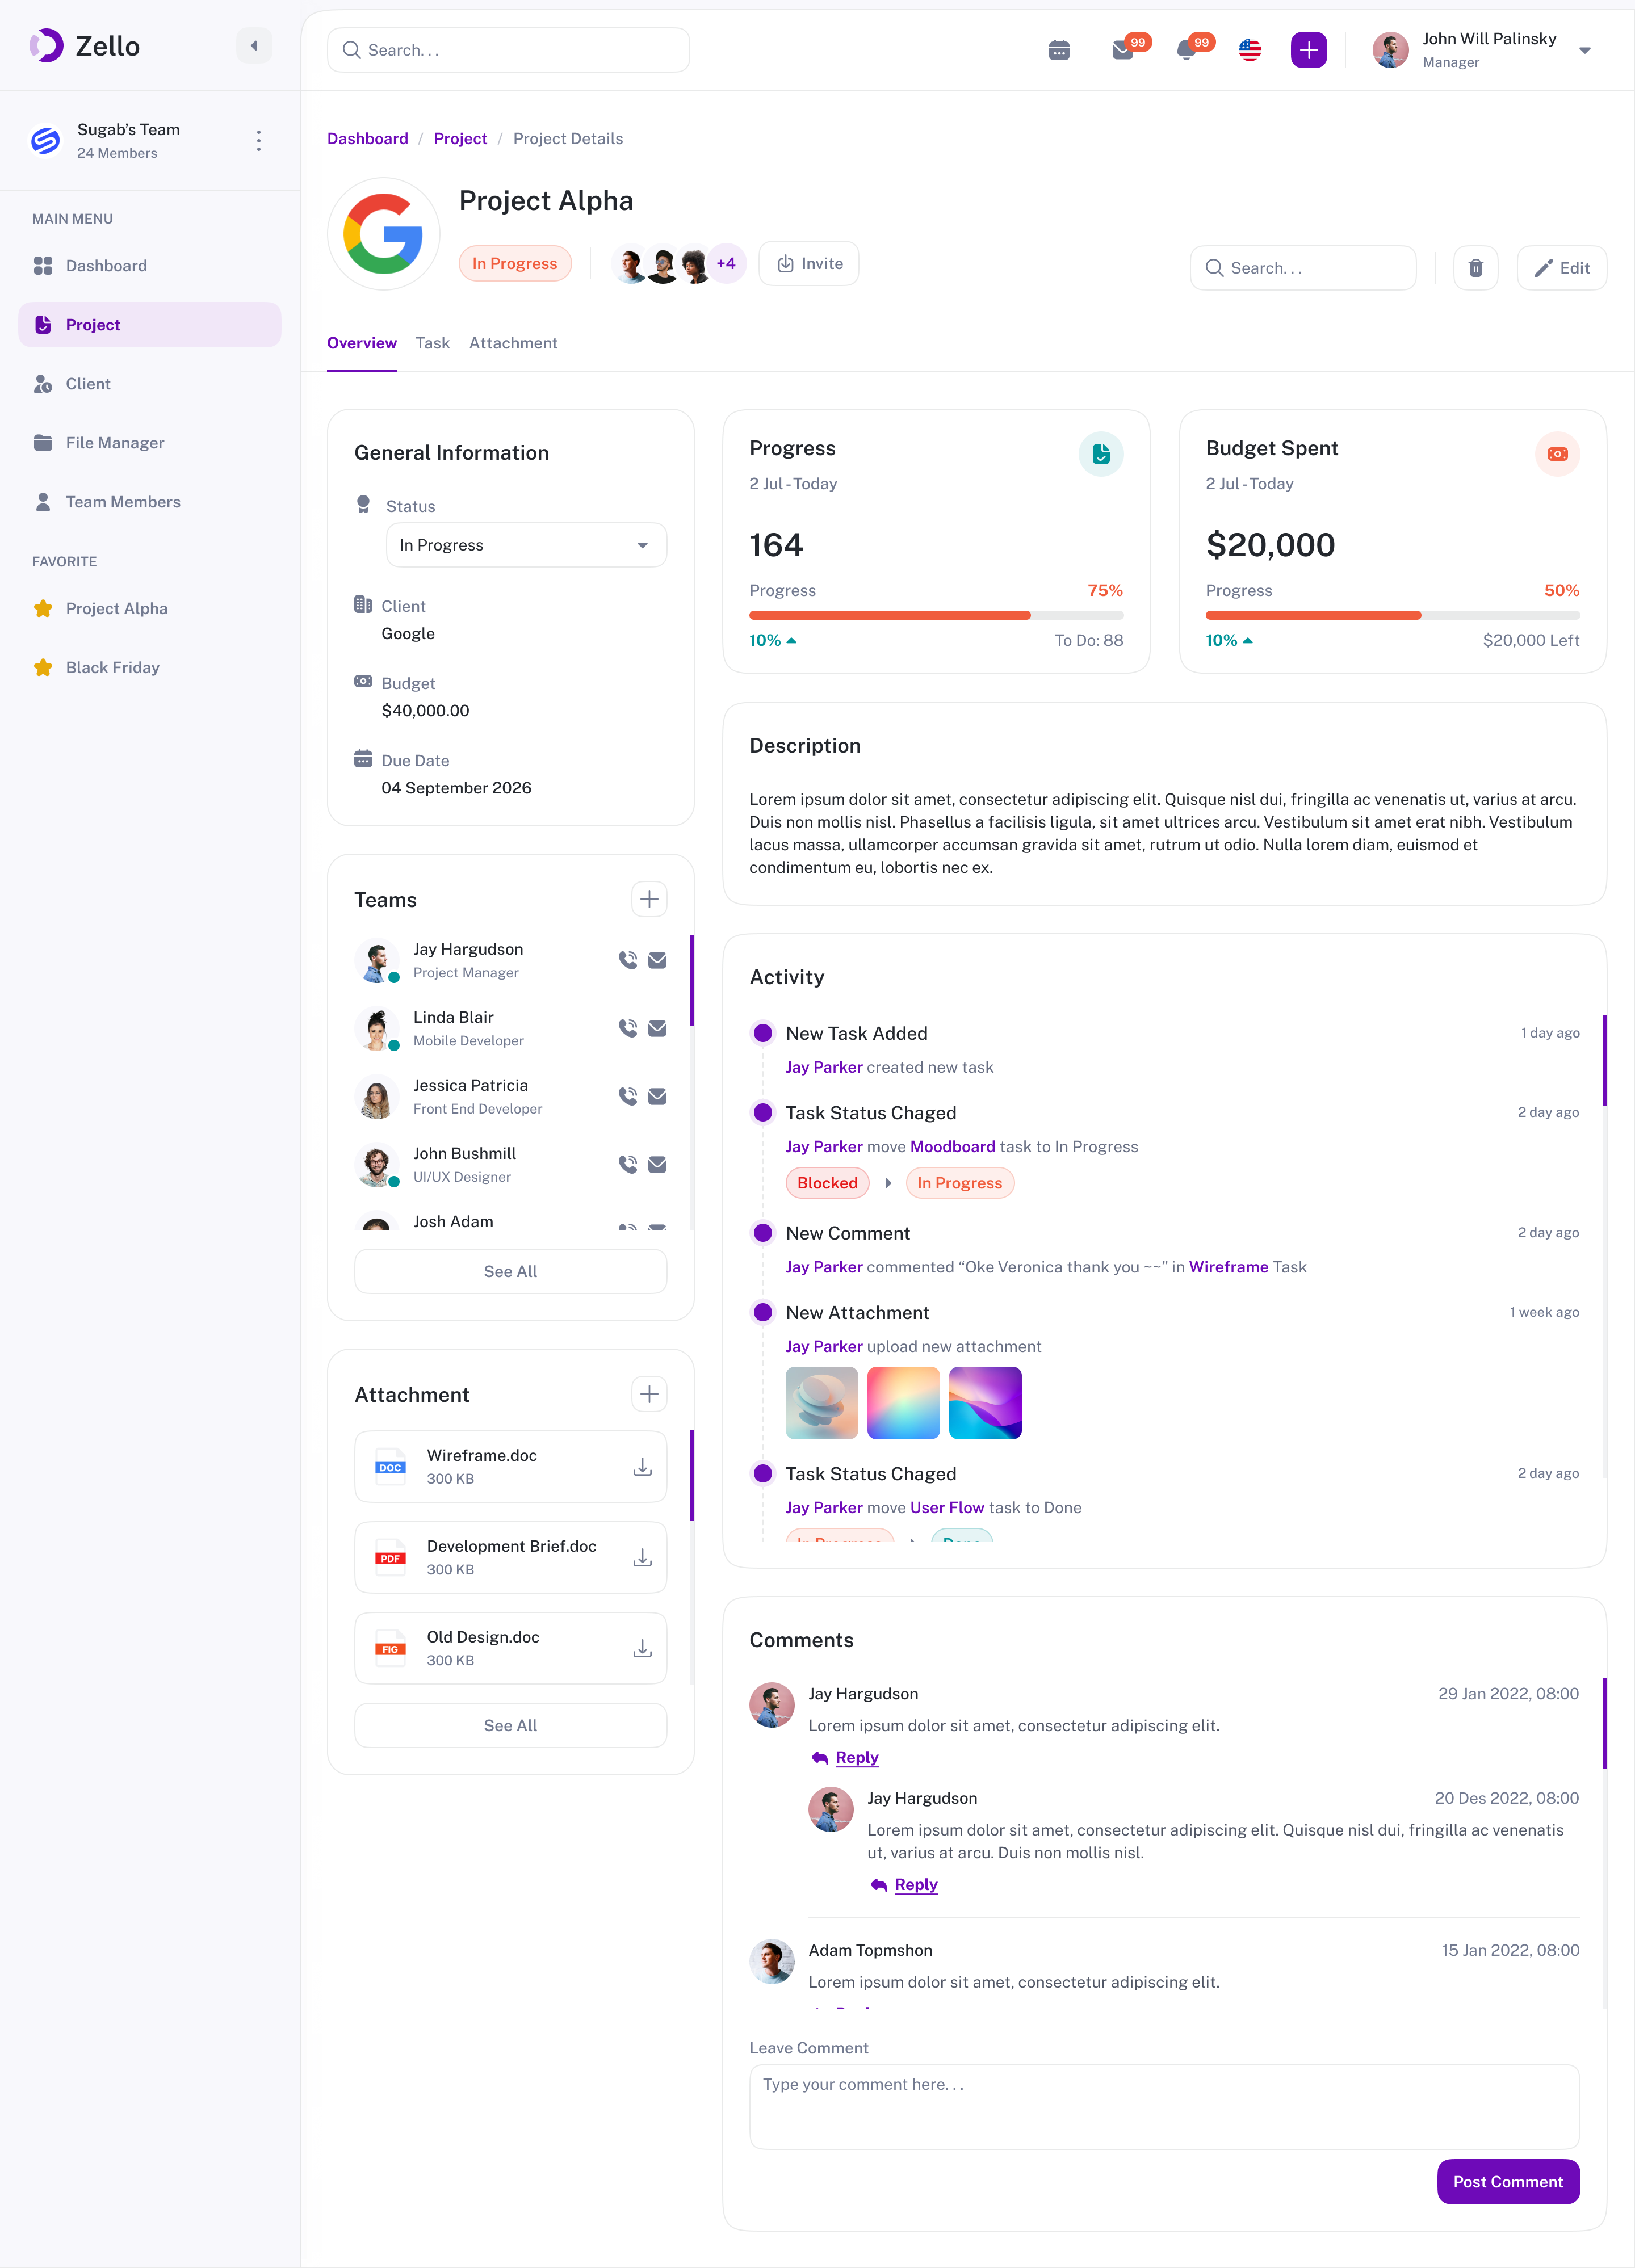 Zello
Sugab’s Team
24 Members
MAIN MENU
Dashboard
Project
Client
File Manager
Team Members
FAVORITE
Project Alpha
Black Friday
Search. . .
99
99
John Will Palinsky
Manager
Dashboard / Project / Project Details
Project Alpha
In Progress
+4
Invite
Search. . .
Edit
Overview
Task
Attachment
General Information
Status
In Progress
Client
Google
Budget
$40,000.00
Due Date
04 September 2026
Teams
Jay Hargudson
Project Manager
Linda Blair
Mobile Developer
Jessica Patricia
Front End Developer
John Bushmill
UI/UX Designer
Josh Adam
See All
Attachment
DOC
Wireframe.doc
300 KB
PDF
Development Brief.doc
300 KB
FIG
Old Design.doc
300 KB
See All
Progress
2 Jul - Today
164
Progress 75%
10% To Do: 88
Budget Spent
2 Jul - Today
$20,000
Progress 50%
10% $20,000 Left
Description
Lorem ipsum dolor sit amet, consectetur adipiscing elit. Quisque nisl dui, fringilla ac venenatis ut, varius at arcu.
Duis non mollis nisl. Phasellus a facilisis ligula, sit amet ultrices arcu. Vestibulum sit amet erat nibh. Vestibulum
lacus massa, ullamcorper accumsan gravida sit amet, rutrum ut odio. Nulla lorem diam, euismod et
condimentum eu, lobortis nec ex.
Activity
New Task Added 1 day ago
Jay Parker created new task
Task Status Chaged 2 day ago
Jay Parker move Moodboard task to In Progress
Blocked In Progress
New Comment 2 day ago
Jay Parker commented “Oke Veronica thank you ~~” in Wireframe Task
New Attachment 1 week ago
Jay Parker upload new attachment
Task Status Chaged 2 day ago
Jay Parker move User Flow task to Done
In Progress Done
Comments
Jay Hargudson 29 Jan 2022, 08:00
Lorem ipsum dolor sit amet, consectetur adipiscing elit.
Reply
Jay Hargudson 20 Des 2022, 08:00
Lorem ipsum dolor sit amet, consectetur adipiscing elit. Quisque nisl dui, fringilla ac venenatis
ut, varius at arcu. Duis non mollis nisl.
Reply
Adam Topmshon 15 Jan 2022, 08:00
Lorem ipsum dolor sit amet, consectetur adipiscing elit.
Leave Comment
Type your comment here. . .
Post Comment